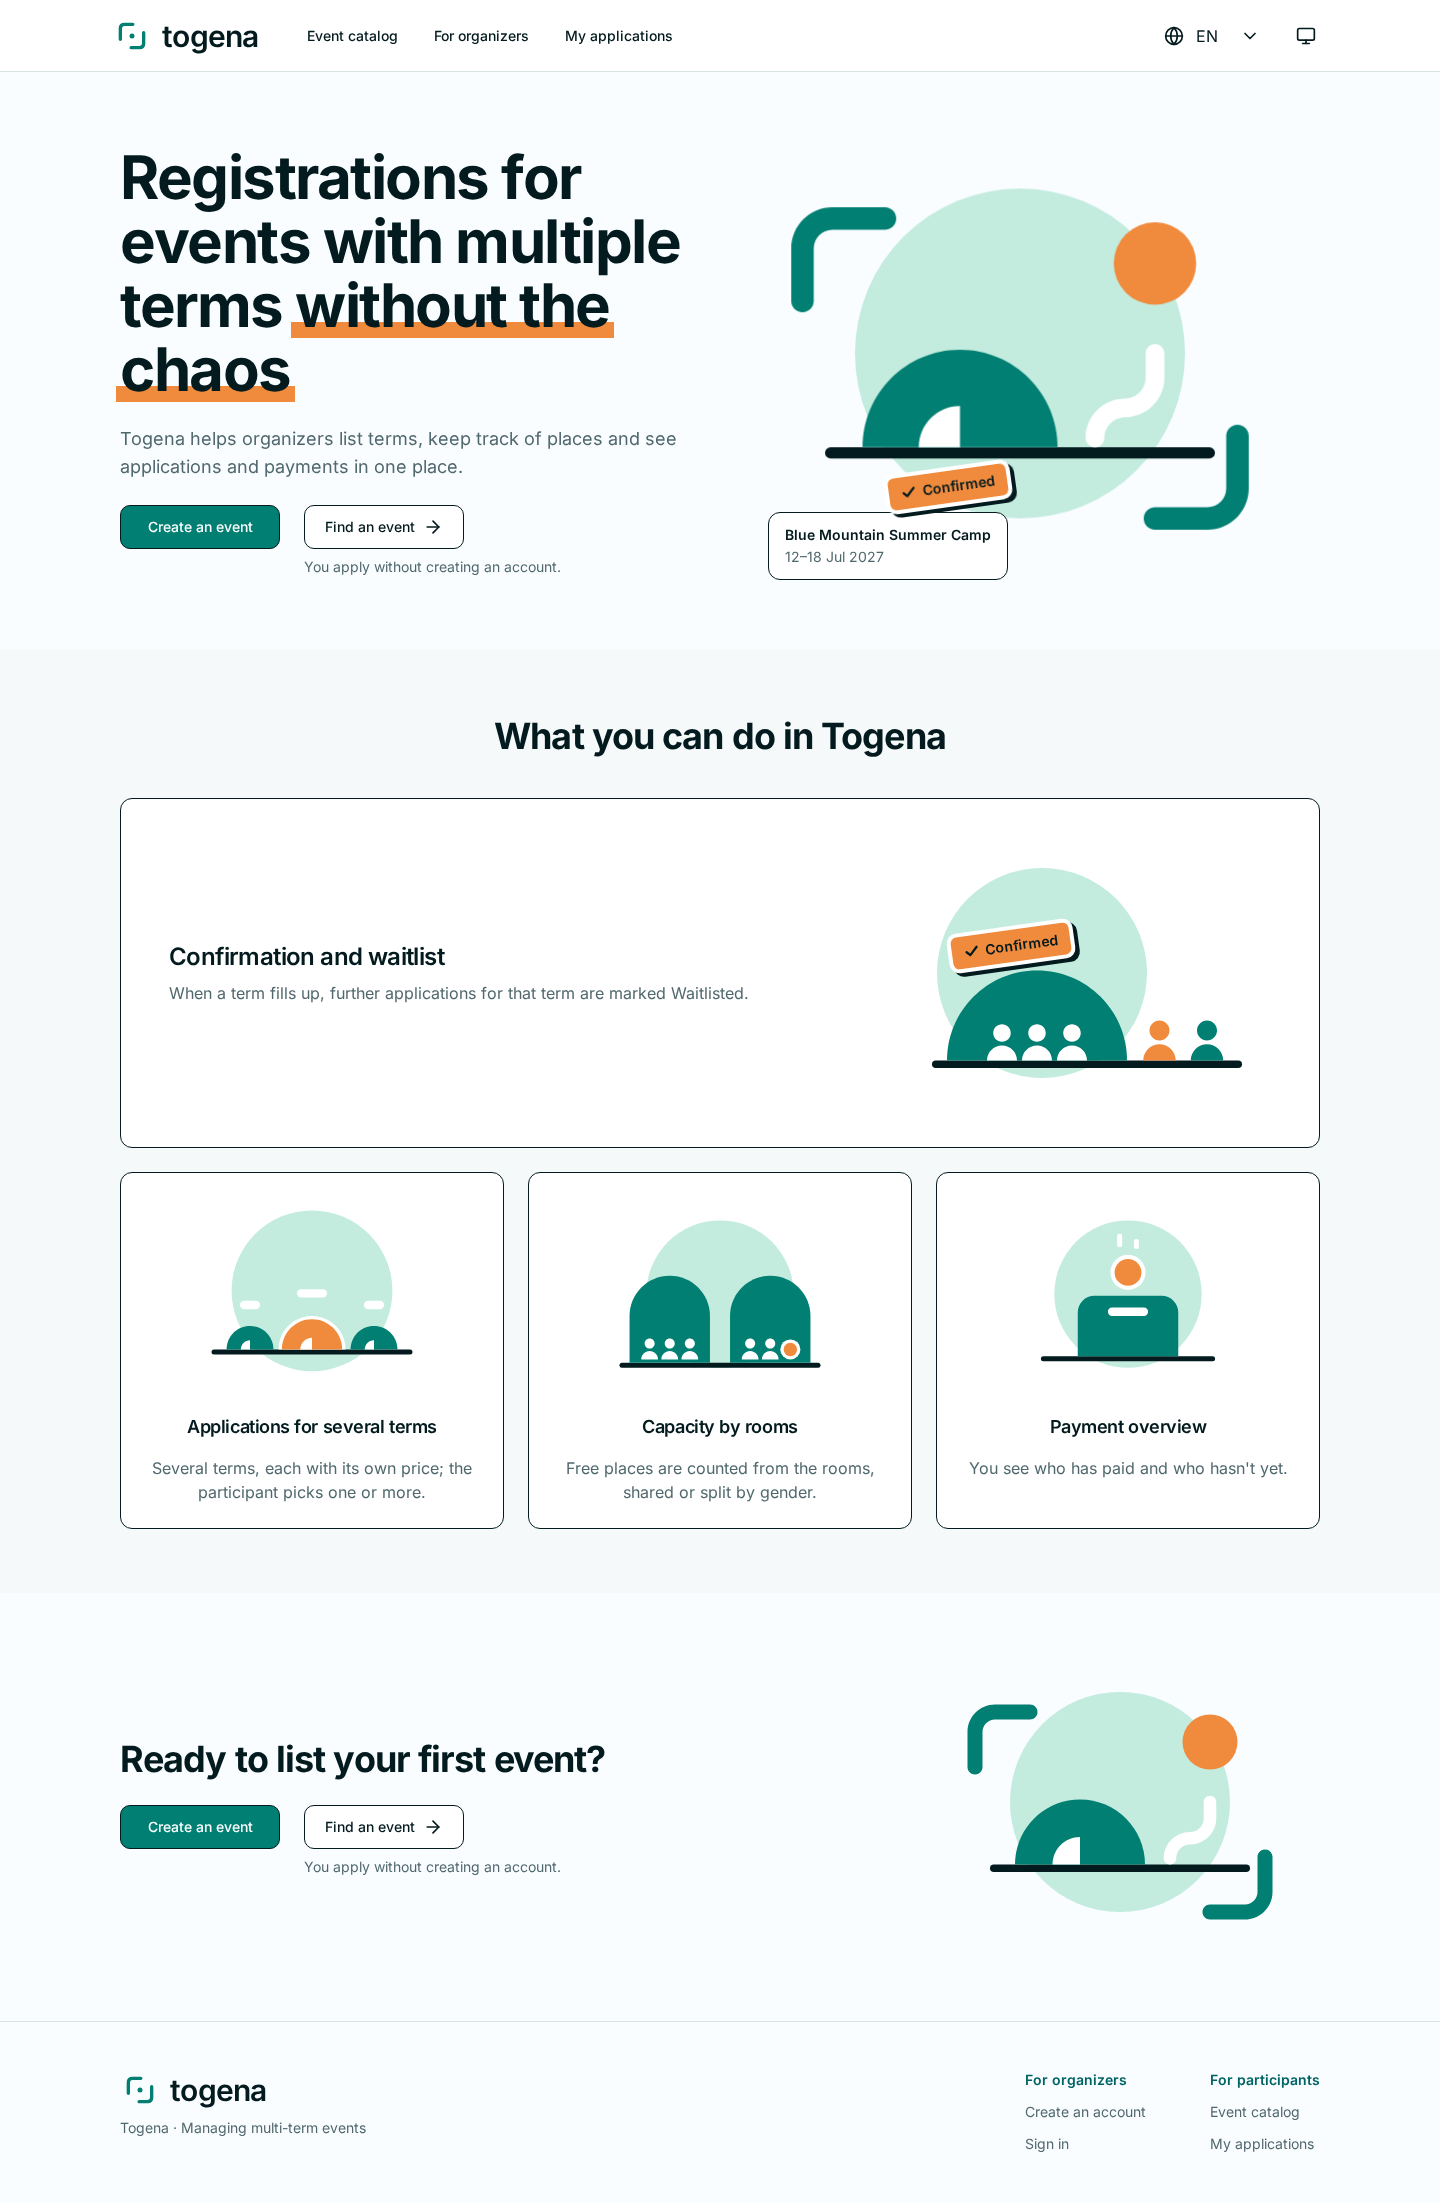 togena
Event catalog
For organizers
My applications
EN
Registrations for
events with multiple
terms without the
chaos
Togena helps organizers list terms, keep track of places and see
applications and payments in one place.
Create an event
Find an event
You apply without creating an account.
Confirmed
Blue Mountain Summer Camp
12–18 Jul 2027
What you can do in Togena
Confirmation and waitlist
When a term fills up, further applications for that term are marked Waitlisted.
Confirmed
Applications for several terms
Several terms, each with its own price; the
participant picks one or more.
Capacity by rooms
Free places are counted from the rooms,
shared or split by gender.
Payment overview
You see who has paid and who hasn't yet.
Ready to list your first event?
Create an event
Find an event
You apply without creating an account.
togena
Togena · Managing multi-term events
For organizers
Create an account
Sign in
For participants
Event catalog
My applications